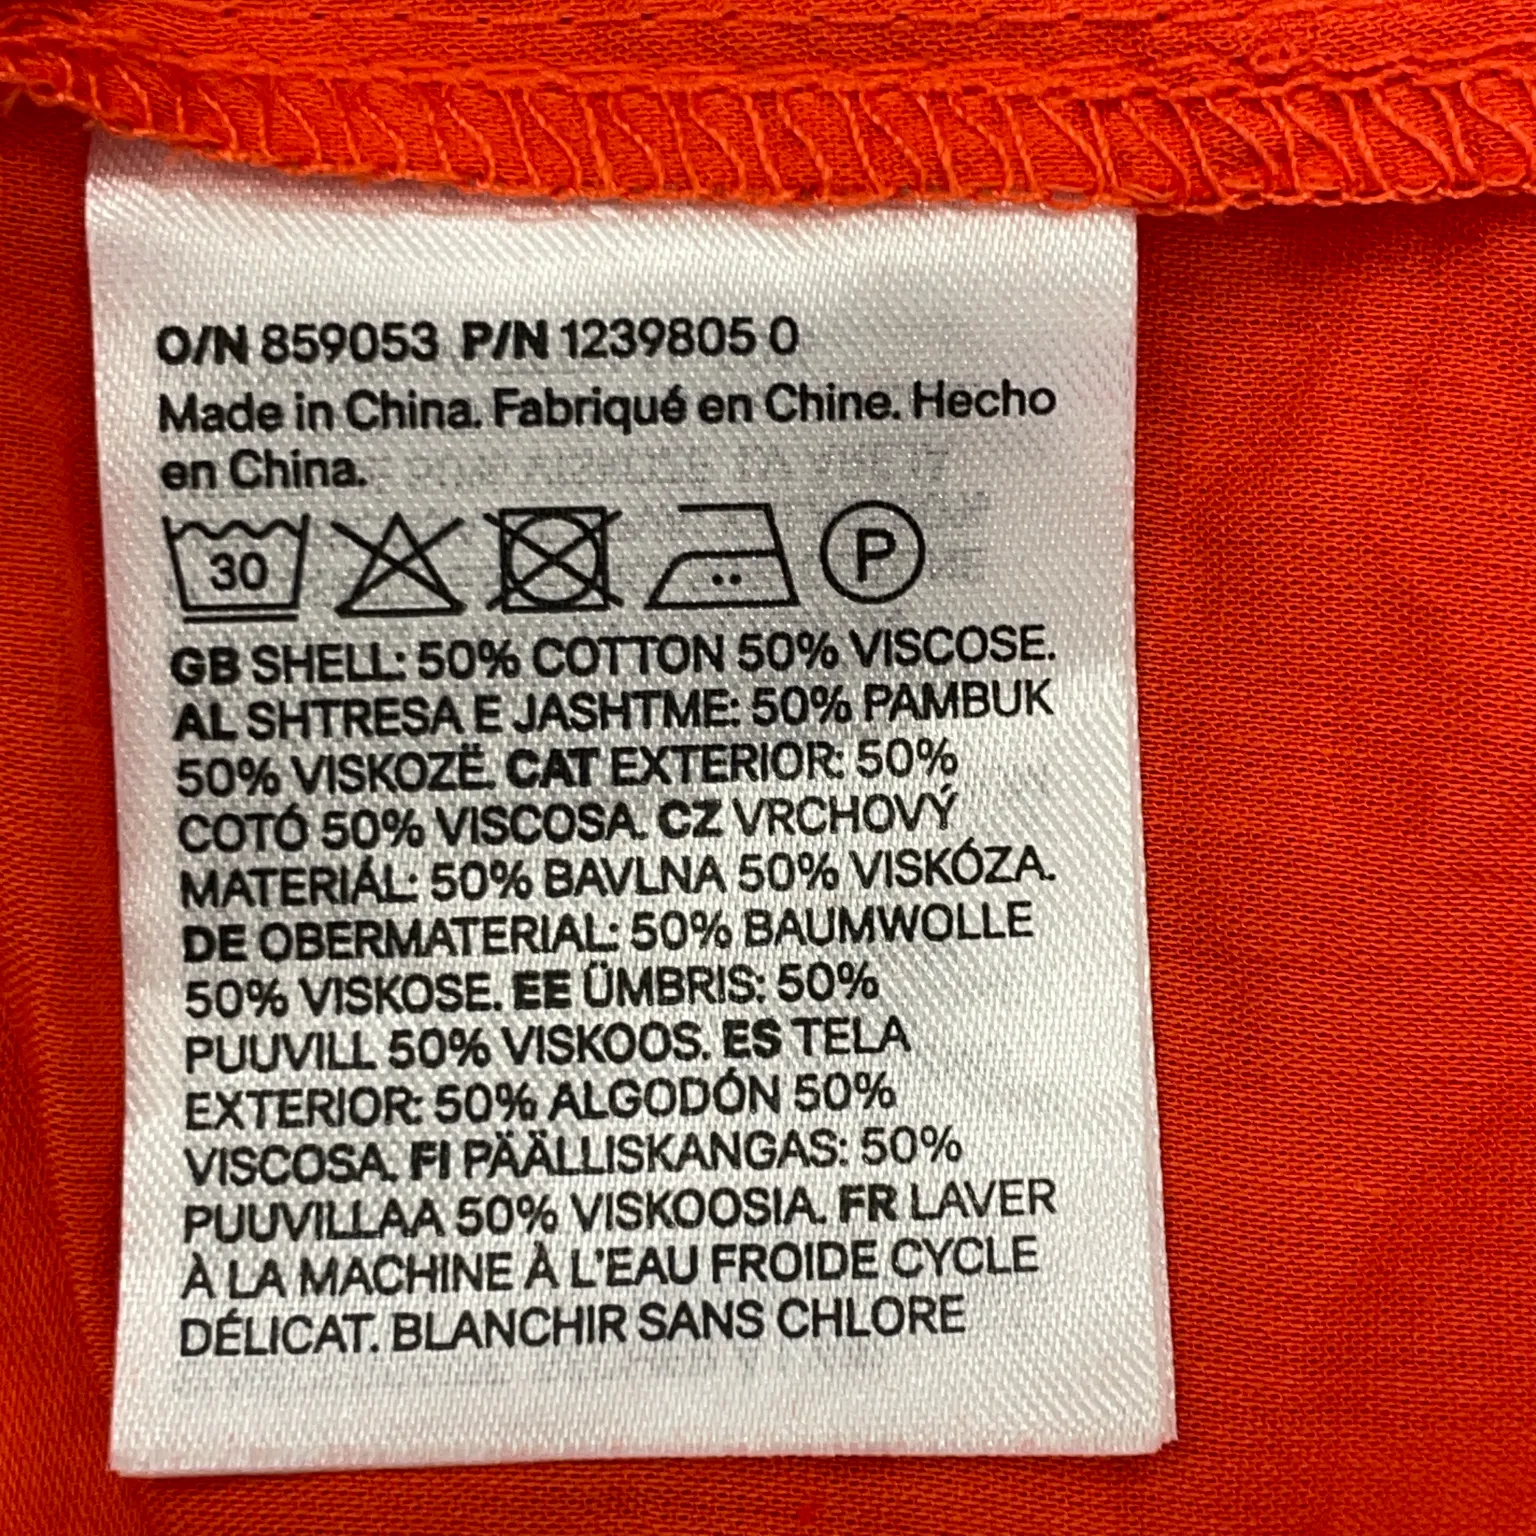 O/N 859053 P/N 1239805 0
Made in China. Fabriqué en Chine. Hecho
en China.
30 P
GB SHELL: 50% COTTON 50% VISCOSE.
AL SHTRESA E JASHTME: 50% PAMBUK
50% VISKOZË. CAT EXTERIOR: 50%
COTÓ 50% VISCOSA. CZ VRCHOVÝ
MATERIÁL: 50% BAVLNA 50% VISKÓZA.
DE OBERMATERIAL: 50% BAUMWOLLE
50% VISKOSE. EE ÜMBRIS: 50%
PUUVILL 50% VISKOOS. ES TELA
EXTERIOR: 50% ALGODÓN 50%
VISCOSA. FI PÄÄLLISKANGAS: 50%
PUUVILLAA 50% VISKOOSIA. FR LAVER
À LA MACHINE À L'EAU FROIDE CYCLE
DÉLICAT. BLANCHIR SANS CHLORE